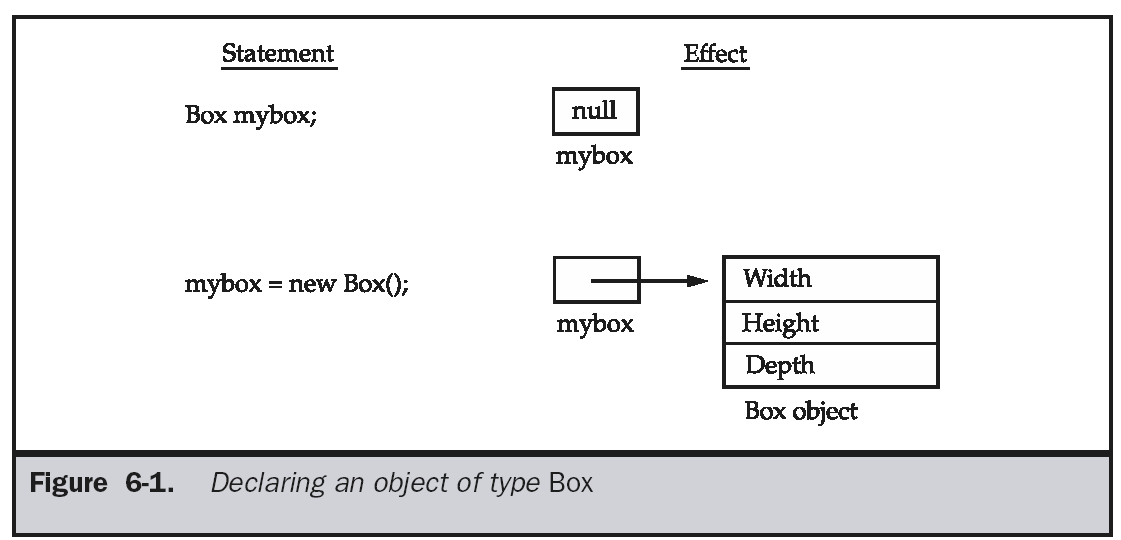 Statement Effect
Box mybox; null
mybox
mybox = new Box(); Width
mybox Height
Depth
Box object
Figure 6-1. Declaring an object of type Box